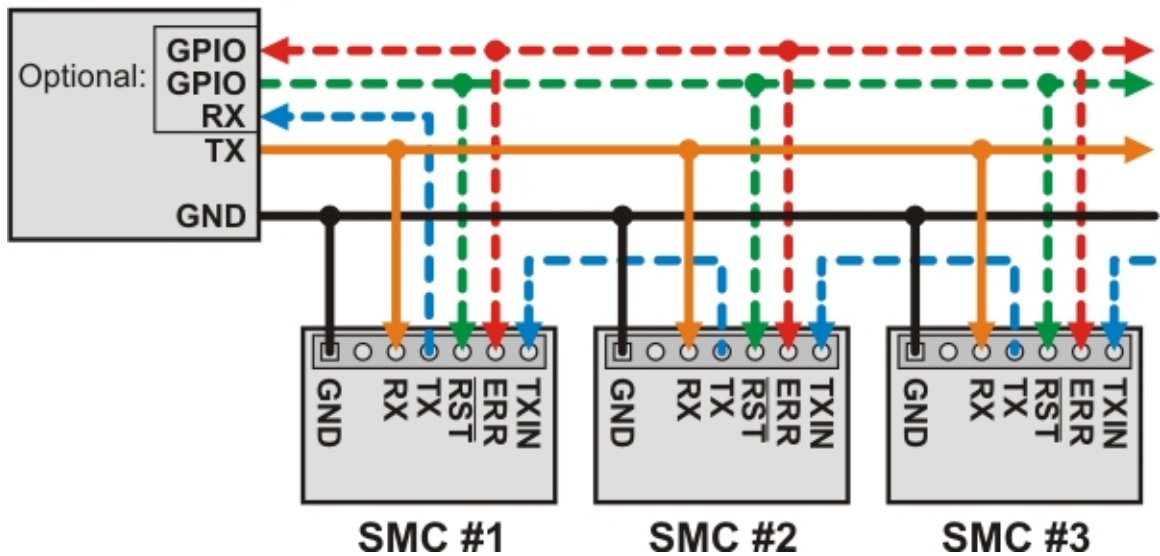 GPIO
Optional: GPIO
RX
TX
GND
GND RX TX RST ERR TXIN
GND RX TX RST ERR TXIN
GND RX TX RST ERR TXIN
SMC #1 SMC #2 SMC #3